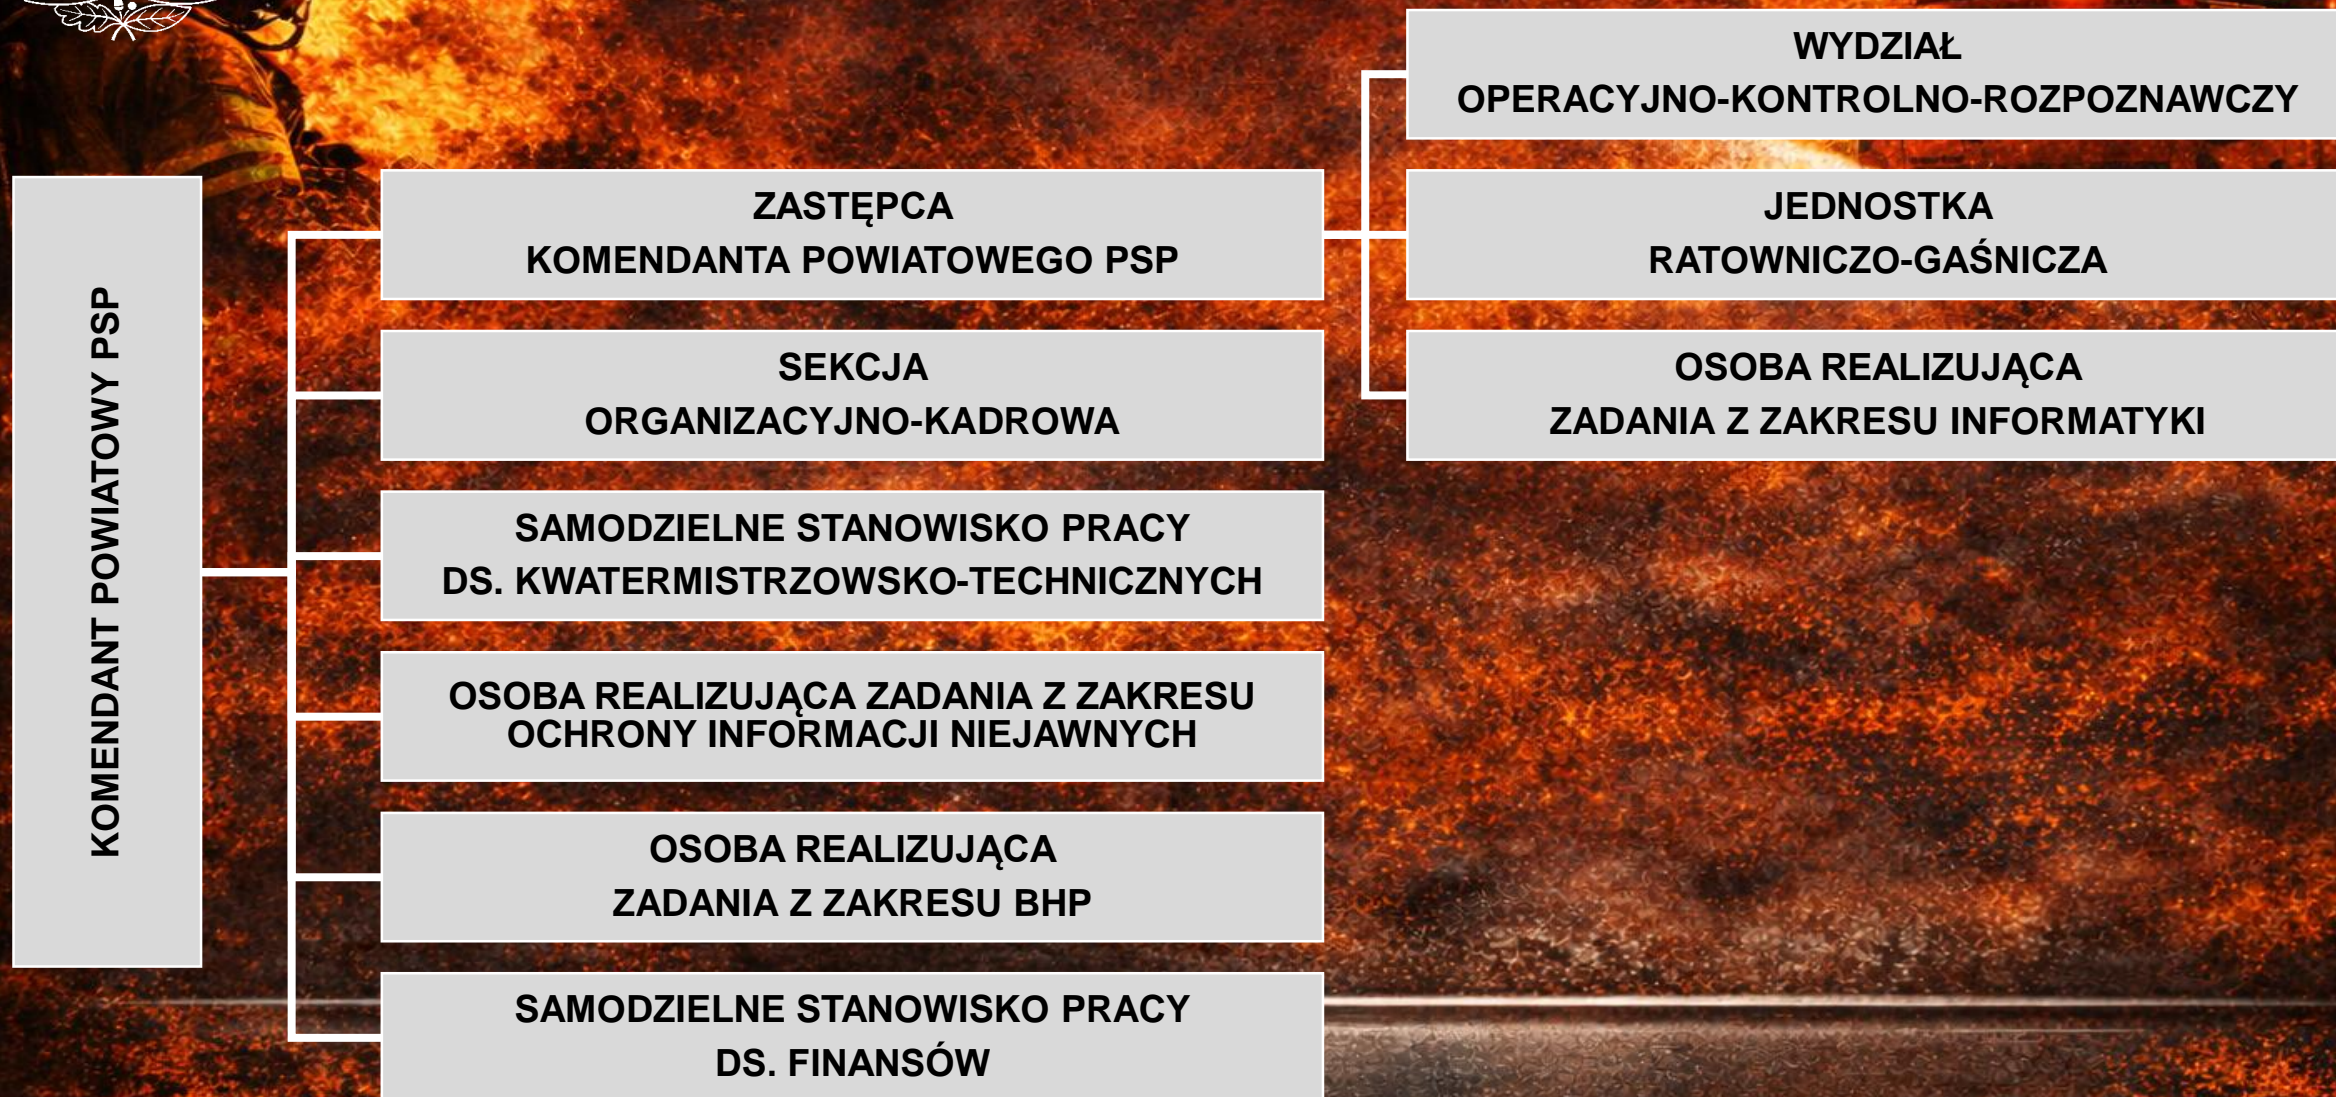 KOMENDANT POWIATOWY PSP
ZASTĘPCA
KOMENDANTA POWIATOWEGO PSP
SEKCJA
ORGANIZACYJNO-KADROWA
SAMODZIELNE STANOWISKO PRACY
DS. KWATERMISTRZOWSKO-TECHNICZNYCH
OSOBA REALIZUJĄCA ZADANIA Z ZAKRESU
OCHRONY INFORMACJI NIEJAWNYCH
OSOBA REALIZUJĄCA
ZADANIA Z ZAKRESU BHP
SAMODZIELNE STANOWISKO PRACY
DS. FINANSÓW
WYDZIAŁ
OPERACYJNO-KONTROLNO-ROZPOZNAWCZY
JEDNOSTKA
RATOWNICZO-GAŚNICZA
OSOBA REALIZUJĄCA
ZADANIA Z ZAKRESU INFORMATYKI